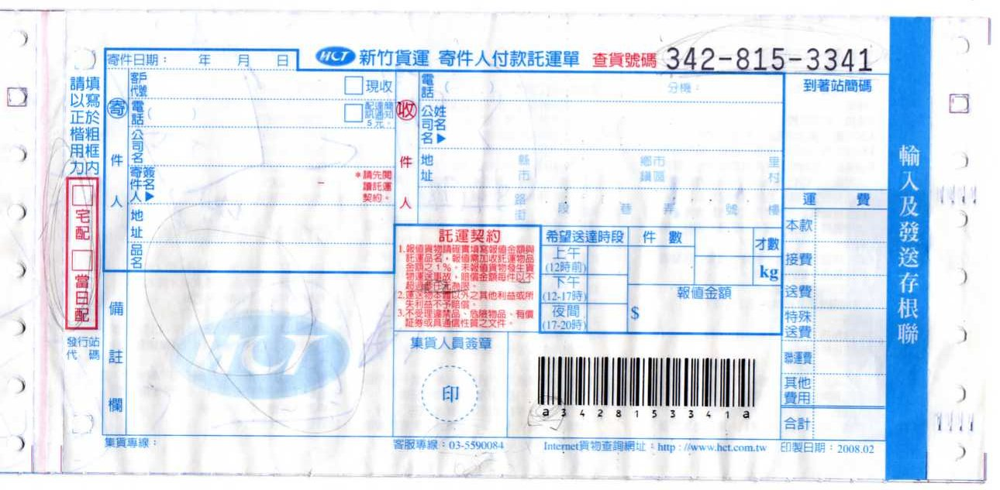 寄件日期： 年 月 日
HCT 新竹貨運 寄件人付款託運單 查貨號碼 342-815-3341
請以正楷用力
填寫於粗框內
宅配
當日配
發行站
代碼
寄件人
客戶代號
現收
電話（ ）
配達簡訊通知5元。
公司名
寄件人簽名▶
*請先閱讀託運契約。
地址
品名
備註欄
HCT
收件人
電話（ ） 分機：
公司名 姓名▶
地址 縣市 鄉鎮市區 里村
路街 段 巷 弄 號 樓
託運契約
1.報值貨物請確實填寫報值金額與
託運品名，報值需加收託運物品
金額之1%，未報值貨物發生貨
物運送事故，賠償金額每件以不
超過
元為限。
2.運送物本體以外之其他利益或所
失利益不予賠償。
3.不受理違禁品、危險物品、有價
証券或具通信性質之文件。
希望送達時段
上午
(12時前)
下午
(12-17時)
夜間
(17-20時)
件數
才數
kg
報值金額
$
集貨人員簽章
印
a3428153341a
到著站簡碼
運費
本款
接費
送費
特殊送費
聯運費
其他費用
合計
輸入及發送存根聯
集貨專線：
客服專線：03-5590084
Internet貨物查詢網址：http://www.hct.com.tw
印製日期：2008.02